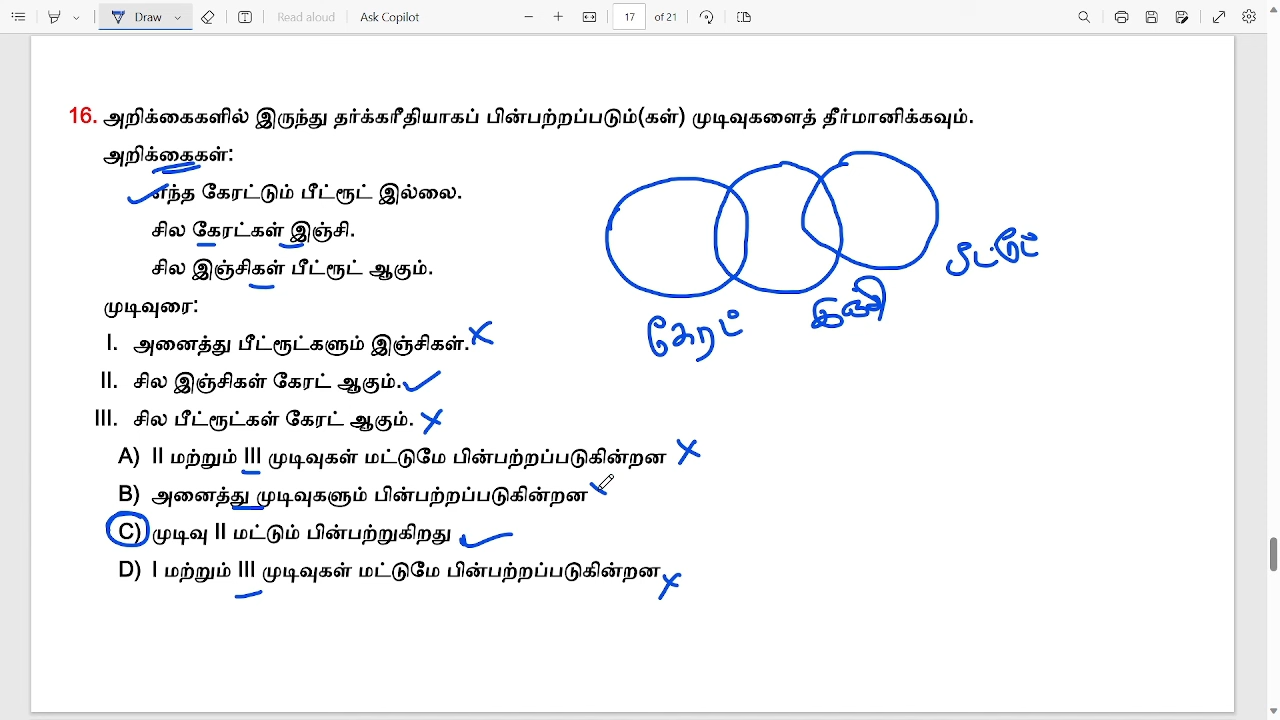 Draw
Read aloud
Ask Copilot
17 of 21
16. அறிக்கைகளில் இருந்து தர்க்கரீதியாகப் பின்பற்றப்படும்(கள்) முடிவுகளைத் தீர்மானிக்கவும்.
அறிக்கைகள்:
எந்த கேரட்டும் பீட்ரூட் இல்லை.
சில கேரட்கள் இஞ்சி.
சில இஞ்சிகள் பீட்ரூட் ஆகும்.
முடிவுரை:
I. அனைத்து பீட்ரூட்களும் இஞ்சிகள்.
II. சில இஞ்சிகள் கேரட் ஆகும்.
III. சில பீட்ரூட்கள் கேரட் ஆகும்.
A) II மற்றும் III முடிவுகள் மட்டுமே பின்பற்றப்படுகின்றன
B) அனைத்து முடிவுகளும் பின்பற்றப்படுகின்றன
C) முடிவு II மட்டும் பின்பற்றுகிறது
D) I மற்றும் III முடிவுகள் மட்டுமே பின்பற்றப்படுகின்றன
கேரட்
இஞ்சி